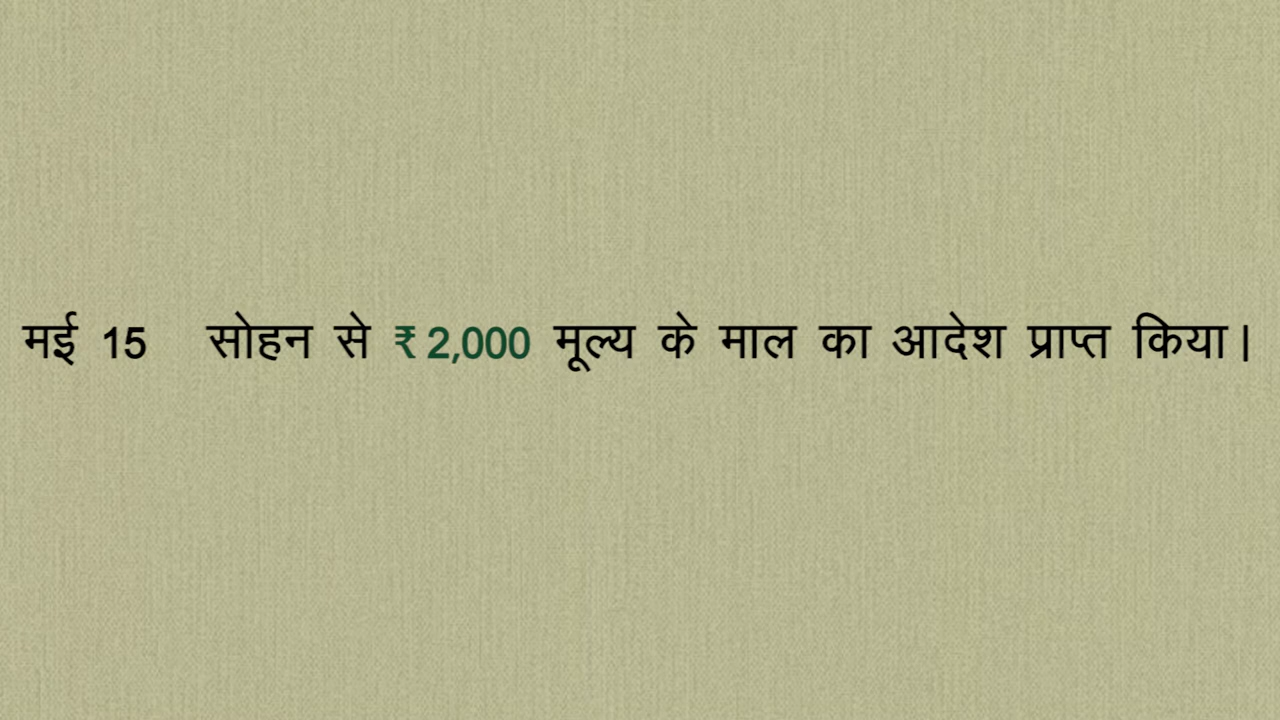 मई 15 सोहन से ₹ 2,000 मूल्य के माल का आदेश प्राप्त किया।